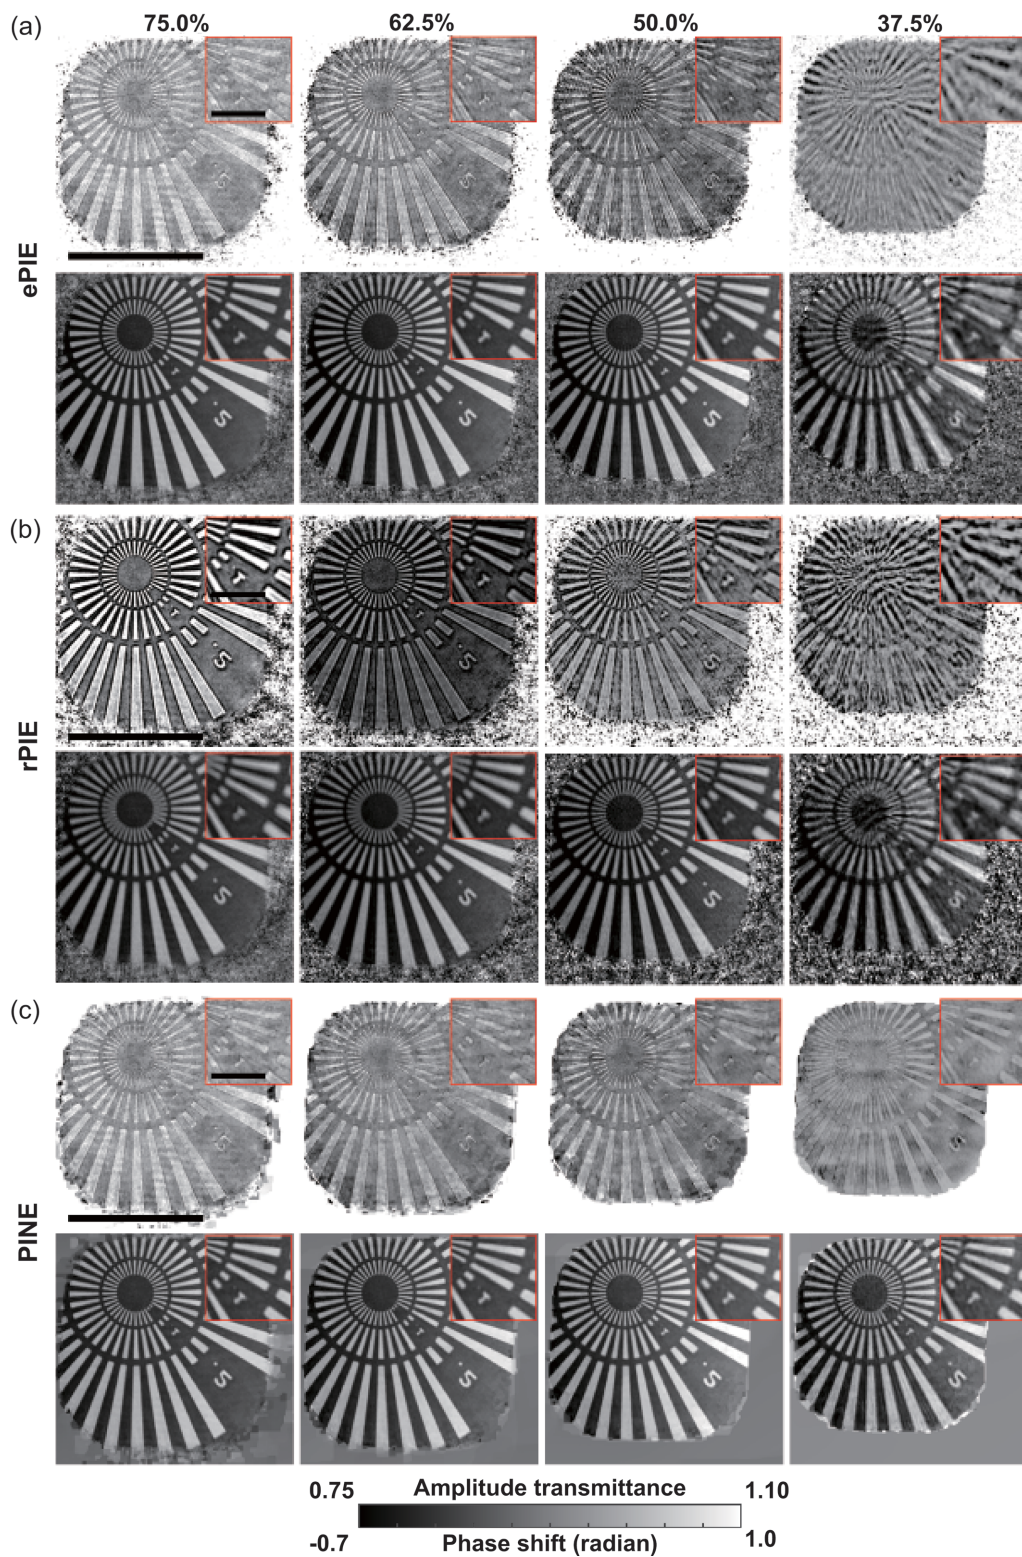 (a) 75.0% 62.5% 50.0% 37.5%
ePIE
(b)
rPIE
(c)
PINE
0.75 Amplitude transmittance 1.10
-0.7 Phase shift (radian) 1.0